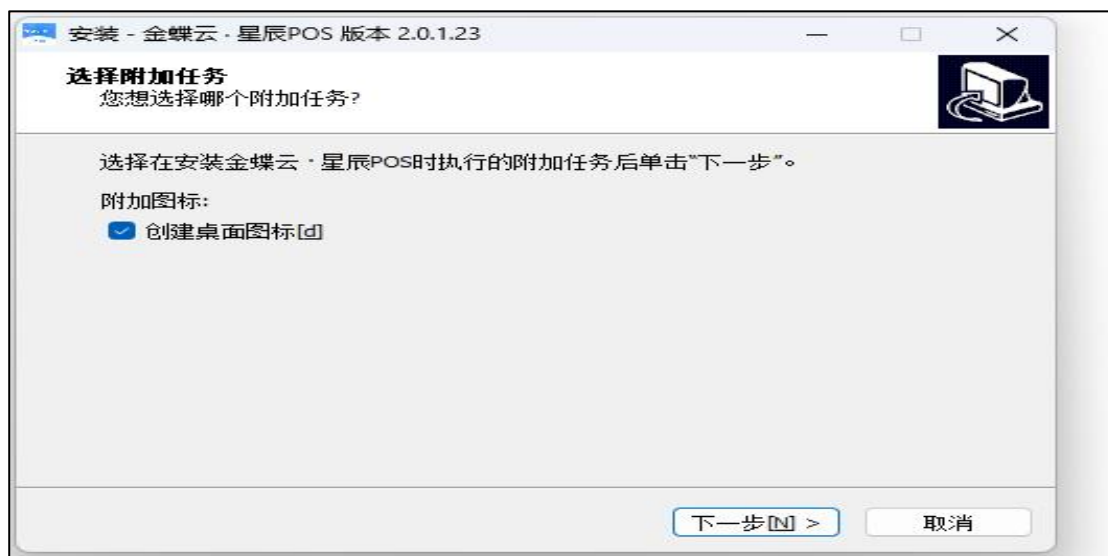 安装 - 金蝶云 · 星辰POS 版本 2.0.1.23
选择附加任务
您想选择哪个附加任务?
选择在安装金蝶云 · 星辰POS时执行的附加任务后单击“下一步”。
附加图标:
创建桌面图标[d]
下一步[N] >
取消